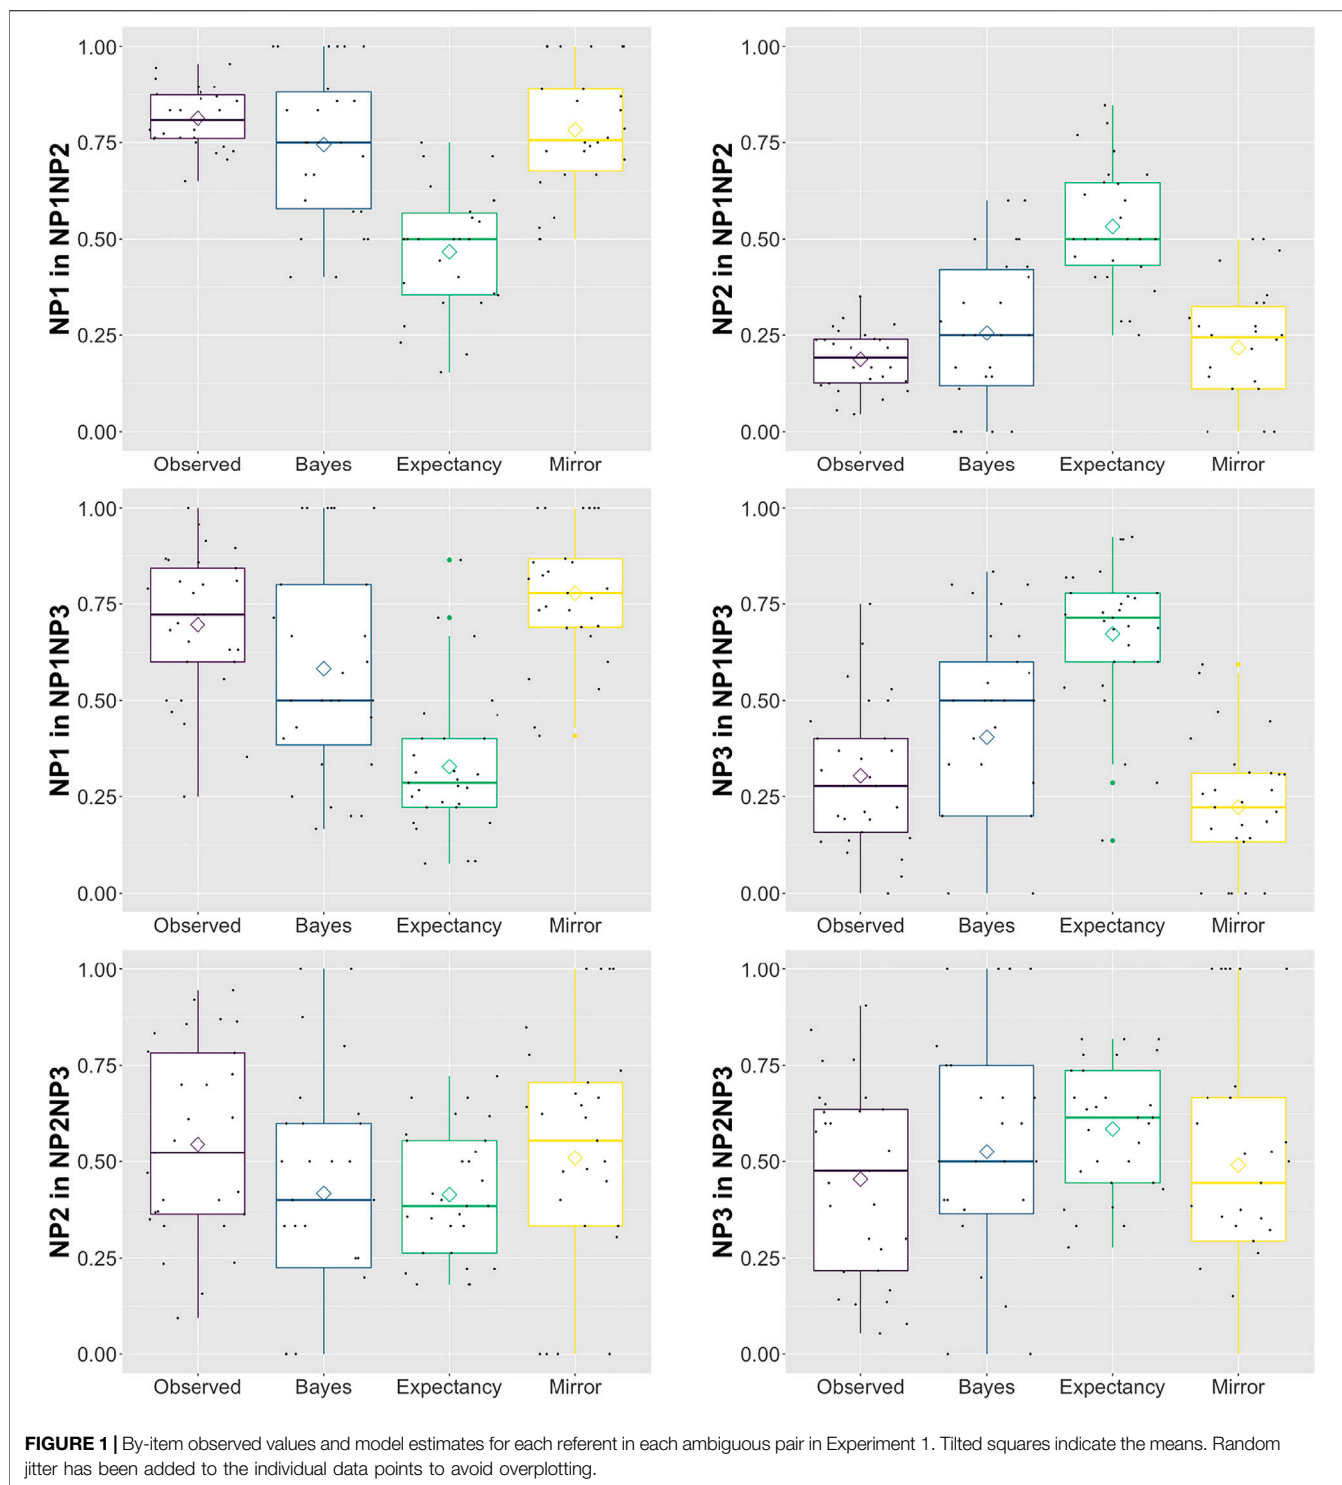 NP1 in NP1NP2
1.00
0.75
0.50
0.25
0.00
Observed Bayes Expectancy Mirror
NP2 in NP1NP2
1.00
0.75
0.50
0.25
0.00
Observed Bayes Expectancy Mirror
NP1 in NP1NP3
1.00
0.75
0.50
0.25
0.00
Observed Bayes Expectancy Mirror
NP3 in NP1NP3
1.00
0.75
0.50
0.25
0.00
Observed Bayes Expectancy Mirror
NP2 in NP2NP3
1.00
0.75
0.50
0.25
0.00
Observed Bayes Expectancy Mirror
NP3 in NP2NP3
1.00
0.75
0.50
0.25
0.00
Observed Bayes Expectancy Mirror
FIGURE 1 | By-item observed values and model estimates for each referent in each ambiguous pair in Experiment 1. Tilted squares indicate the means. Random
jitter has been added to the individual data points to avoid overplotting.